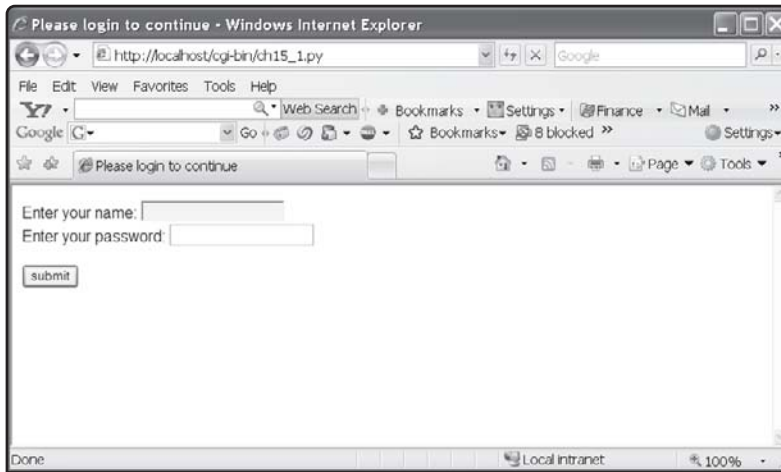 Please login to continue - Windows Internet Explorer
http://localhost/cgi-bin/ch15_1.py
Google
File Edit View Favorites Tools Help
Y! Web Search Bookmarks Settings Finance Mail »
Google G Go Bookmarks 8 blocked » Settings
Please login to continue Page Tools »
Enter your name:
Enter your password:
submit
Done Local intranet 100%